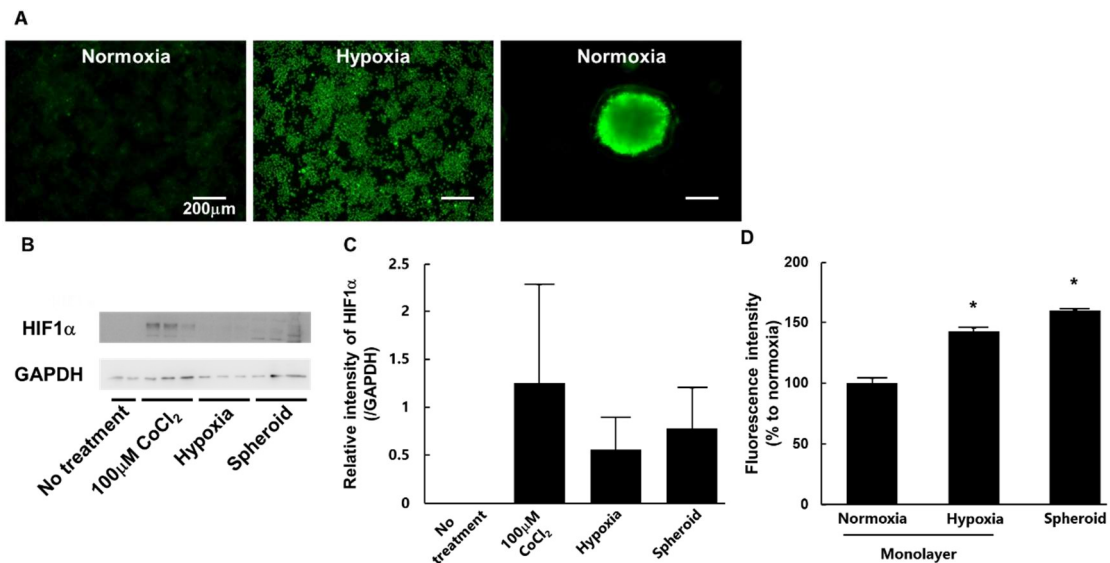 A
Normoxia
Hypoxia
Normoxia
200μm
B
HIF1α
GAPDH
No treatment
100μM CoCl₂
Hypoxia
Spheroid
C
Relative intensity of HIF1α
(/GAPDH)
2.5
2
1.5
1
0.5
0
No
treatment
100μM
CoCl₂
Hypoxia
Spheroid
D
Fluorescence intensity
(% to normoxia)
200
150
100
50
0
*
*
Normoxia
Hypoxia
Spheroid
Monolayer